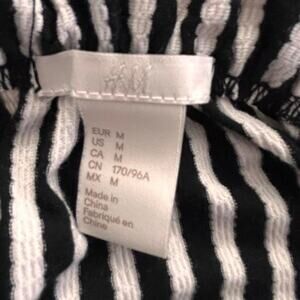 H&M
EUR M
US M
CA M
CN 170/96A
MX M
Made in
China
Fabriqué en
Chine